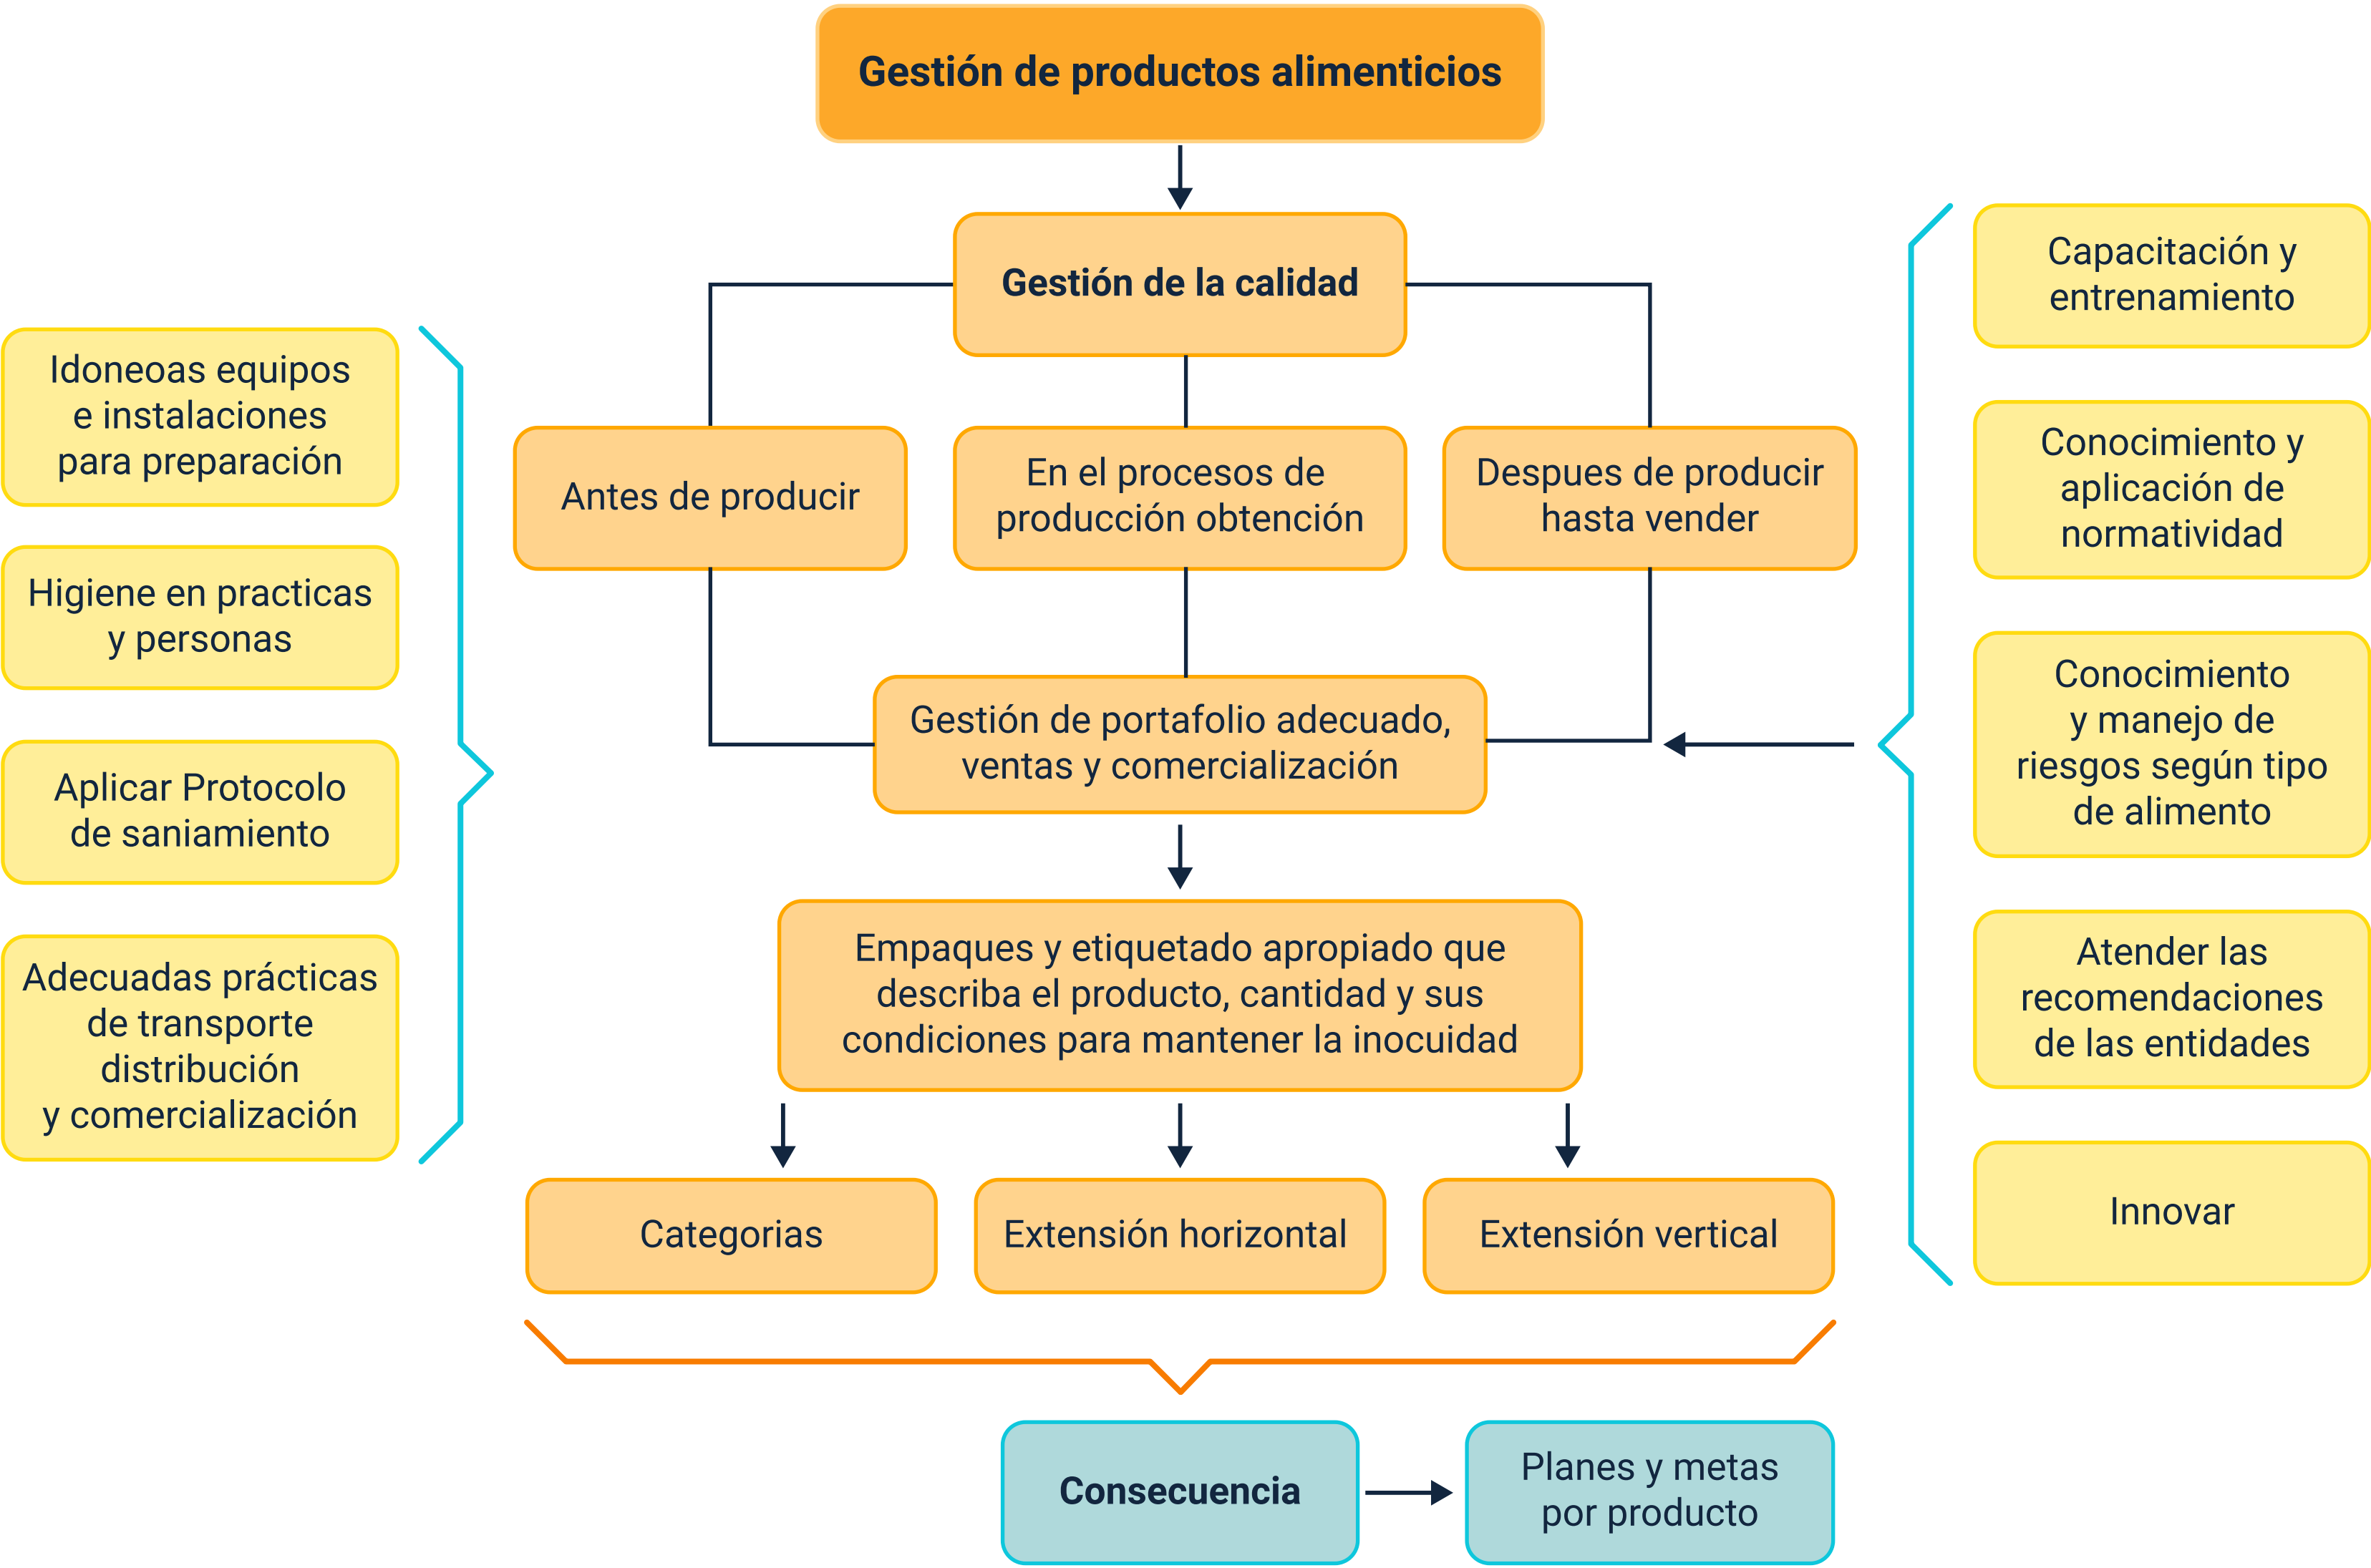 Gestión de productos alimenticios
Gestión de la calidad
Antes de producir
En el procesos de
producción obtención
Despues de producir
hasta vender
Gestión de portafolio adecuado,
ventas y comercialización
Empaques y etiquetado apropiado que
describa el producto, cantidad y sus
condiciones para mantener la inocuidad
Categorias
Extensión horizontal
Extensión vertical
Consecuencia
Planes y metas
por producto
Idoneoas equipos
e instalaciones
para preparación
Higiene en practicas
y personas
Aplicar Protocolo
de saniamiento
Adecuadas prácticas
de transporte
distribución
y comercialización
Capacitación y
entrenamiento
Conocimiento y
aplicación de
normatividad
Conocimiento
y manejo de
riesgos según tipo
de alimento
Atender las
recomendaciones
de las entidades
Innovar